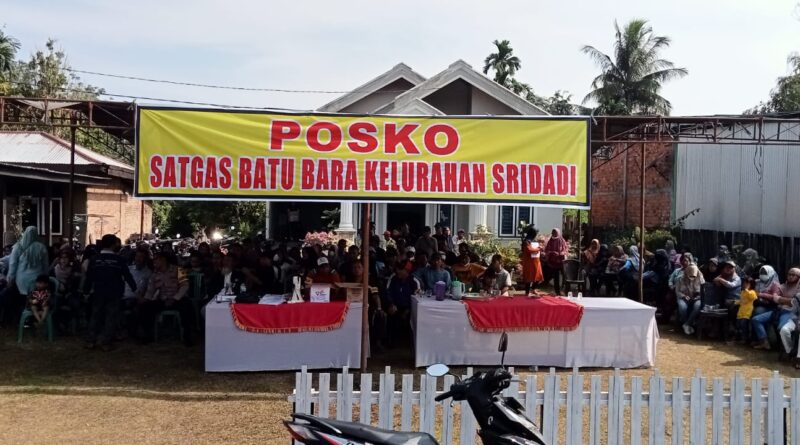 POSKO
SATGAS BATU BARA KELURAHAN SRIDADI